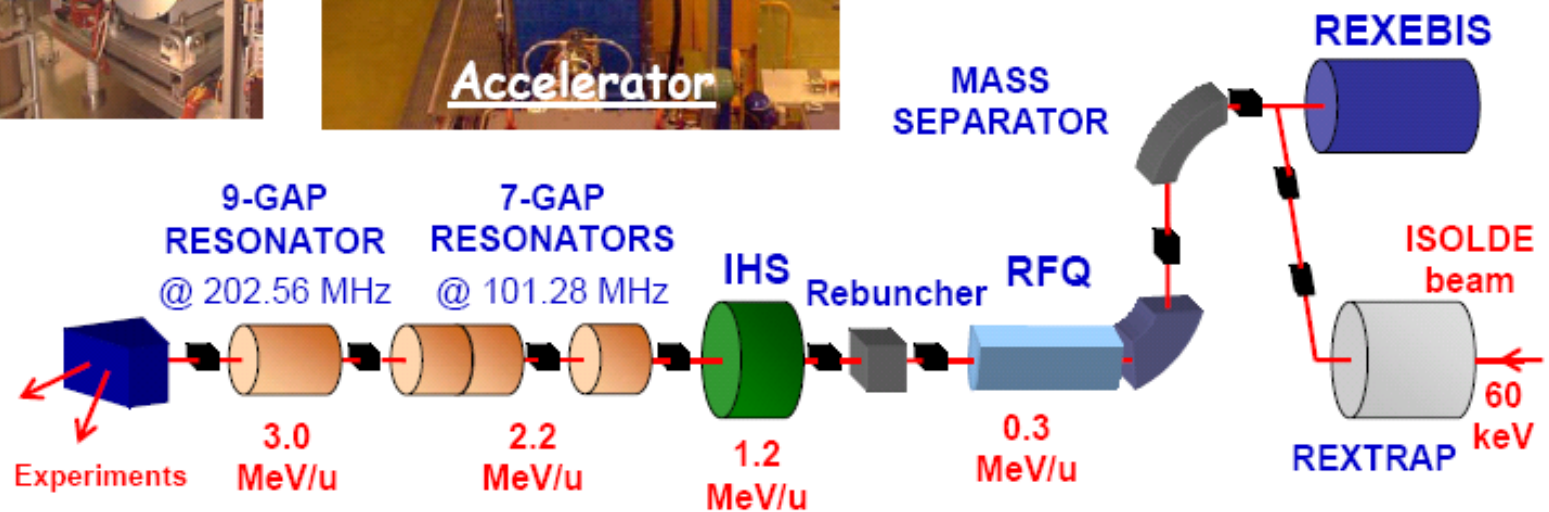 Accelerator
REXEBIS
MASS
SEPARATOR
9-GAP
RESONATOR
@ 202.56 MHz
7-GAP
RESONATORS
@ 101.28 MHz
IHS
Rebuncher
RFQ
ISOLDE
beam
60
keV
REXTRAP
Experiments
3.0
MeV/u
2.2
MeV/u
1.2
MeV/u
0.3
MeV/u